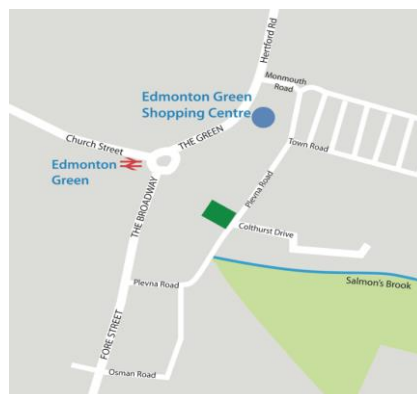 Hertford Rd
Monmouth
Road
Edmonton Green
Shopping Centre
THE GREEN
Church Street
Town Road
Edmonton
Green
THE BROADWAY
Plevna Road
Colthurst Drive
Plevna Road
Salmon's Brook
FORE STREET
Osman Road